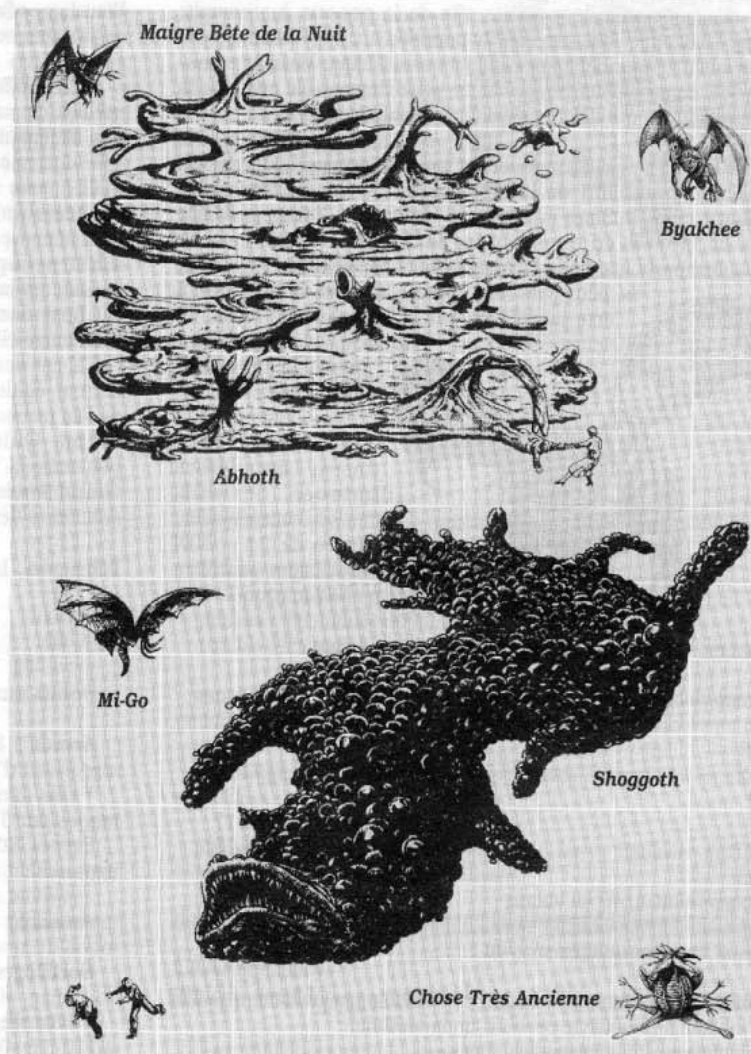 Maigre Bête de la Nuit
Byakhee
Abhoth
Mi-Go
Shoggoth
Chose Très Ancienne